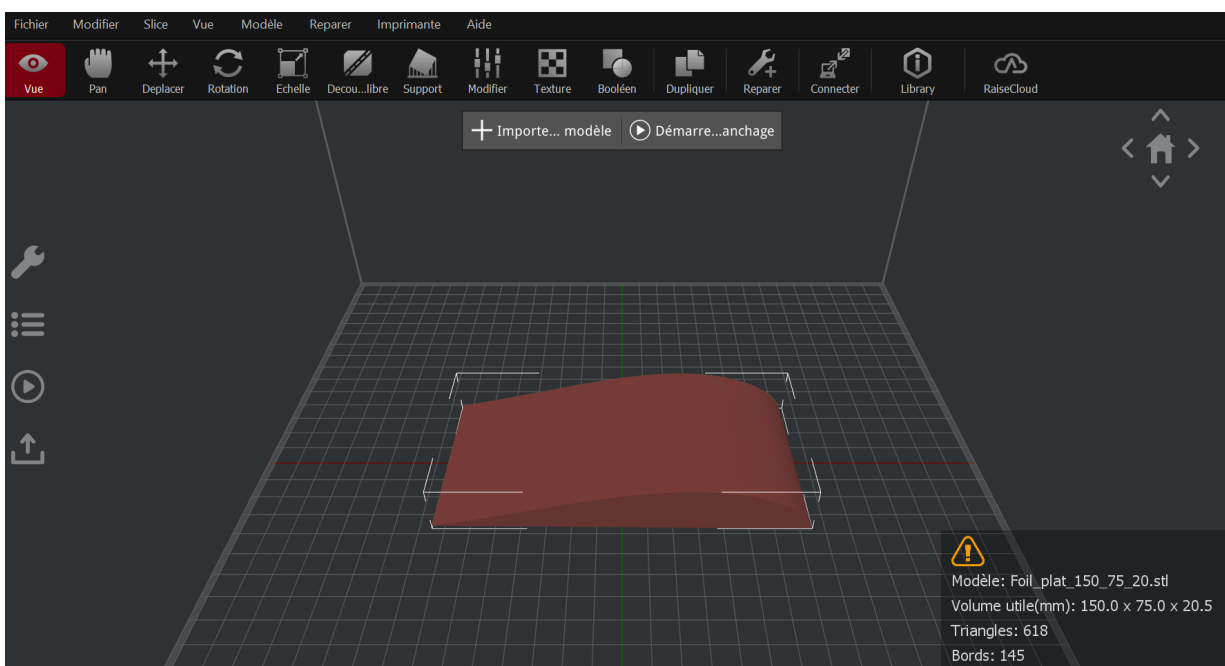 Fichier Modifier Slice Vue Modèle Reparer Imprimante Aide
Vue Pan Deplacer Rotation Echelle Decou...libre Support Modifier Texture Booléen Dupliquer Reparer Connecter Library RaiseCloud
Importe... modèle Démarre...anchage
Modèle: Foil_plat_150_75_20.stl
Volume utile(mm): 150.0 x 75.0 x 20.5
Triangles: 618
Bords: 145